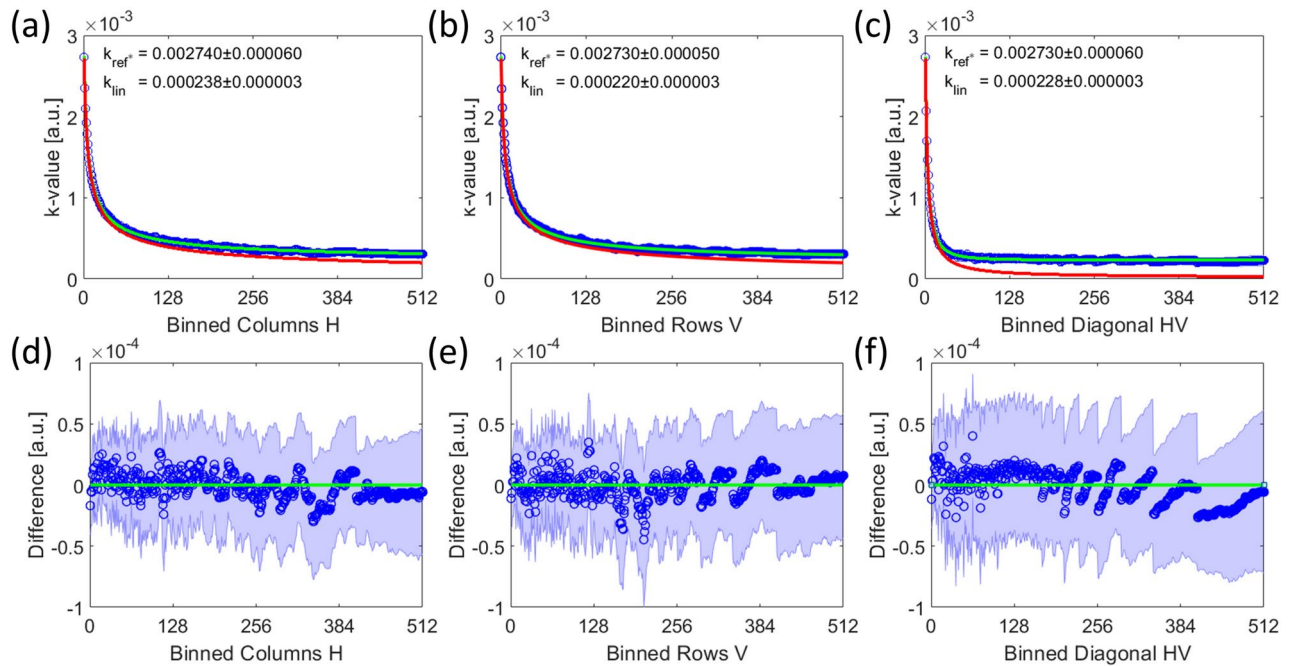 (a)
×10⁻³
3
2
1
0
k-value [a.u.]
k_ref* = 0.002740±0.000060
k_lin = 0.000238±0.000003
0 128 256 384 512
Binned Columns H
(b)
×10⁻³
3
2
1
0
k-value [a.u.]
k_ref* = 0.002730±0.000050
k_lin = 0.000220±0.000003
0 128 256 384 512
Binned Rows V
(c)
×10⁻³
3
2
1
0
k-value [a.u.]
k_ref* = 0.002730±0.000060
k_lin = 0.000228±0.000003
0 128 256 384 512
Binned Diagonal HV
(d)
×10⁻⁴
1
0.5
0
-0.5
-1
Difference [a.u.]
0 128 256 384 512
Binned Columns H
(e)
×10⁻⁴
1
0.5
0
-0.5
-1
Difference [a.u.]
0 128 256 384 512
Binned Rows V
(f)
×10⁻⁴
1
0.5
0
-0.5
-1
Difference [a.u.]
0 128 256 384 512
Binned Diagonal HV